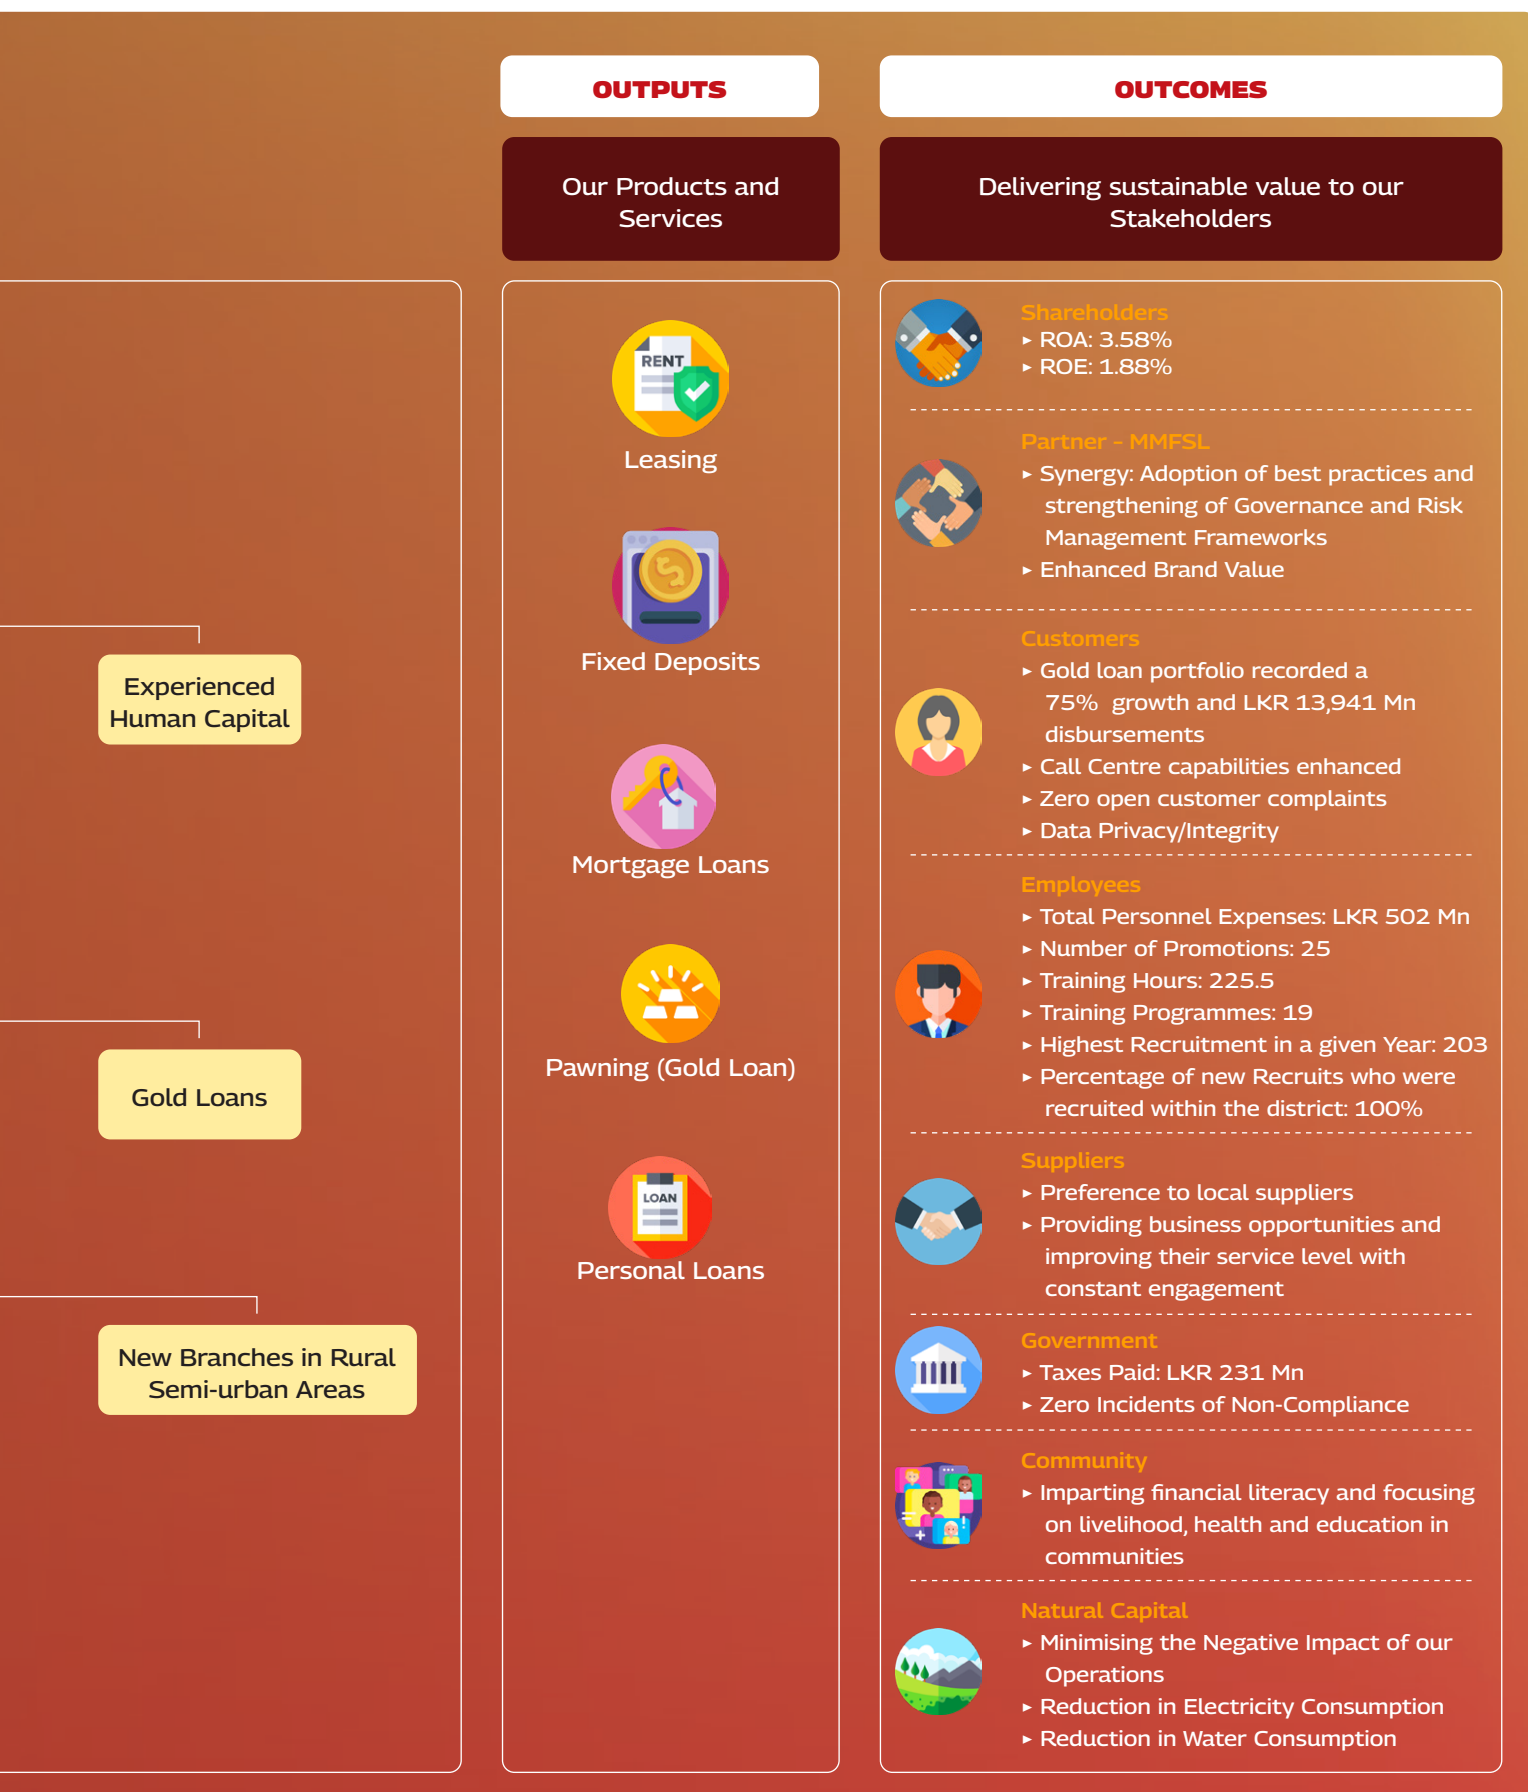 OUTPUTS
OUTCOMES
Our Products and
Services
Delivering sustainable value to our
Stakeholders
Experienced
Human Capital
Gold Loans
New Branches in Rural
Semi-urban Areas
RENT
Leasing
Fixed Deposits
Mortgage Loans
Pawning (Gold Loan)
LOAN
Personal Loans
Shareholders
▸ ROA: 3.58%
▸ ROE: 1.88%
Partner - MMFSL
▸ Synergy: Adoption of best practices and
strengthening of Governance and Risk
Management Frameworks
▸ Enhanced Brand Value
Customers
▸ Gold loan portfolio recorded a
75% growth and LKR 13,941 Mn
disbursements
▸ Call Centre capabilities enhanced
▸ Zero open customer complaints
▸ Data Privacy/Integrity
Employees
▸ Total Personnel Expenses: LKR 502 Mn
▸ Number of Promotions: 25
▸ Training Hours: 225.5
▸ Training Programmes: 19
▸ Highest Recruitment in a given Year: 203
▸ Percentage of new Recruits who were
recruited within the district: 100%
Suppliers
▸ Preference to local suppliers
▸ Providing business opportunities and
improving their service level with
constant engagement
Government
▸ Taxes Paid: LKR 231 Mn
▸ Zero Incidents of Non-Compliance
Community
▸ Imparting financial literacy and focusing
on livelihood, health and education in
communities
Natural Capital
▸ Minimising the Negative Impact of our
Operations
▸ Reduction in Electricity Consumption
▸ Reduction in Water Consumption